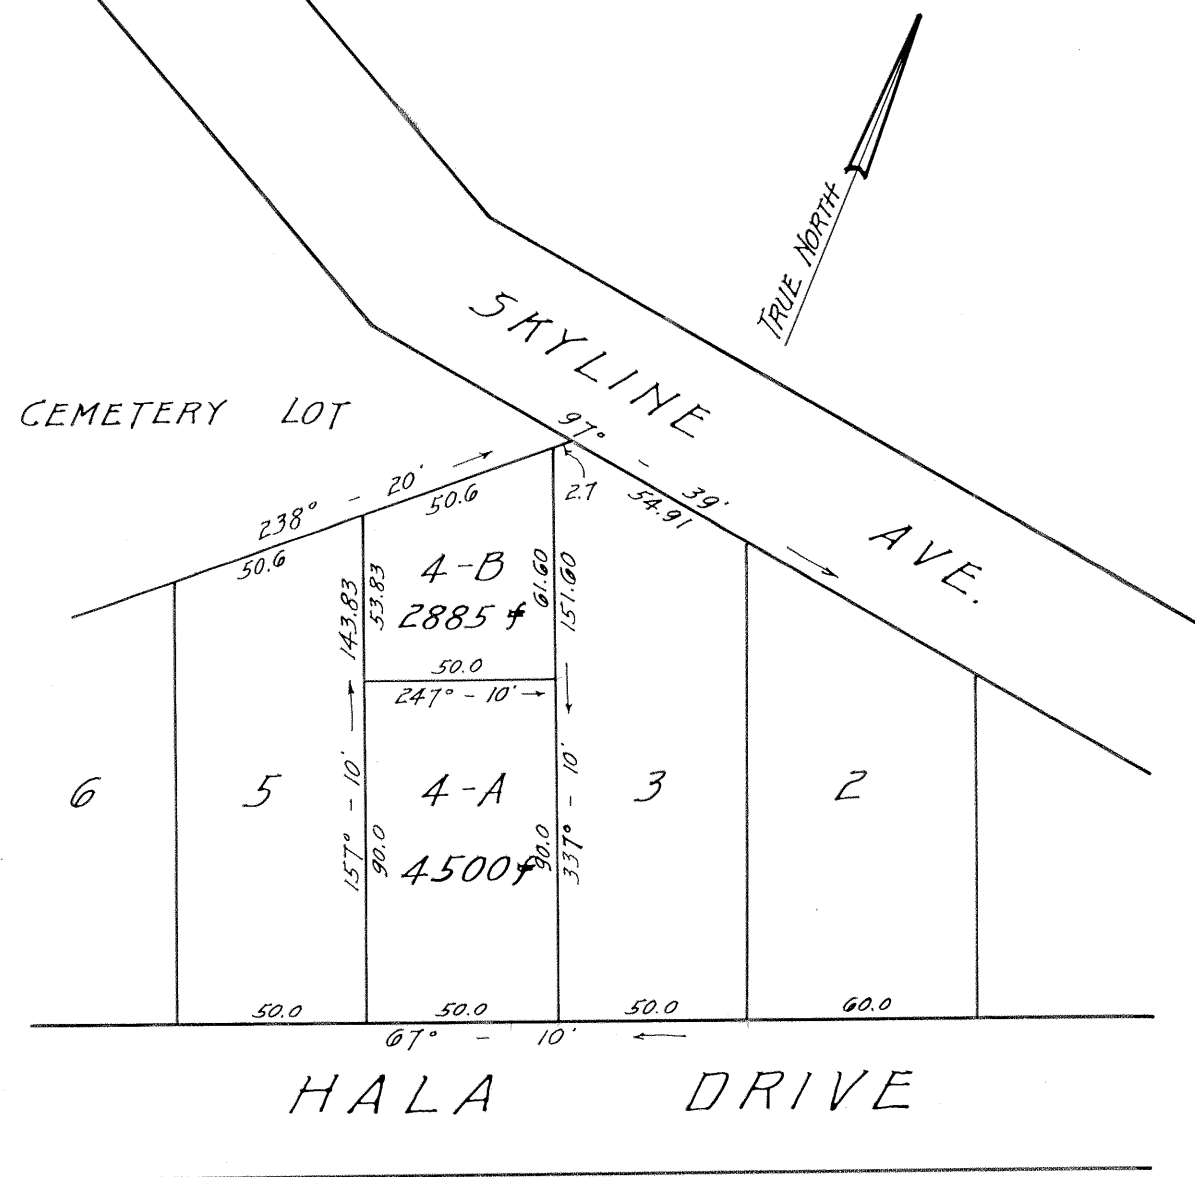 TRUE NORTH
SKYLINE AVE.
CEMETERY LOT
97° - 39'
54.91
2.7
238° - 20'
50.6
50.6
4-B
2885 ⨍
143.83
53.83
61.60
151.60
50.0
247° - 10'
6
5
4-A
3
2
4500 ⨍
157° - 10'
90.0
90.0
337° - 10'
50.0
50.0
50.0
60.0
67° - 10'
HALA DRIVE